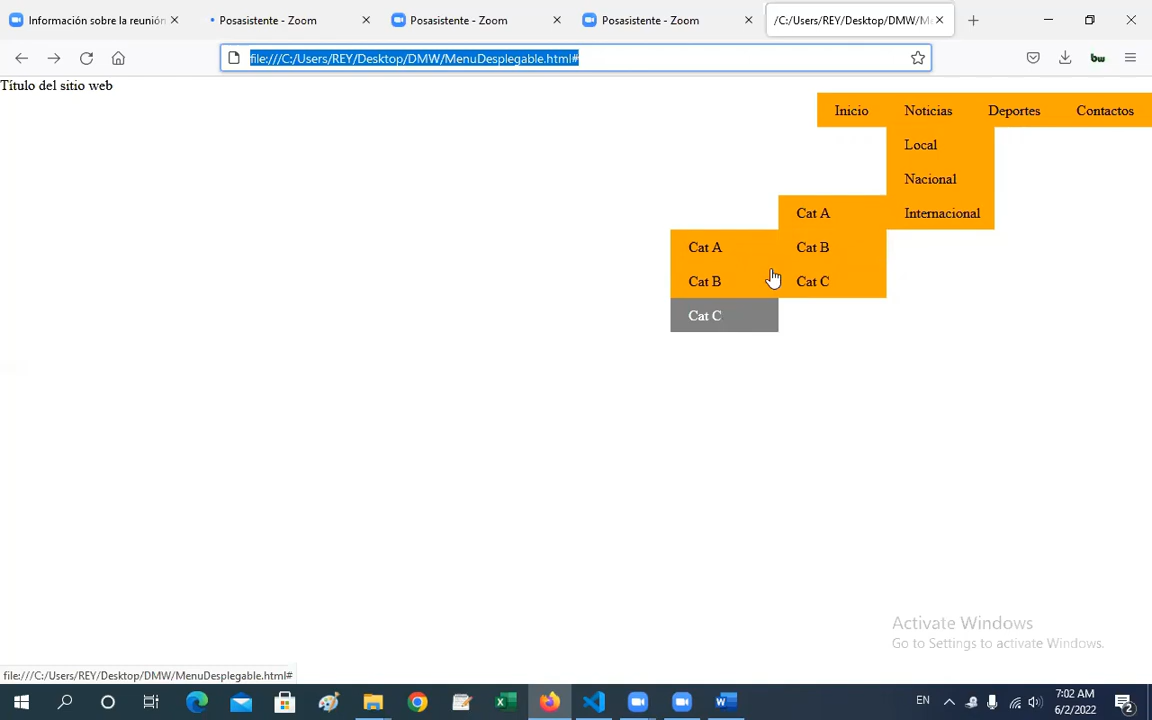 Información sobre la reunión
Posasistente - Zoom
Posasistente - Zoom
Posasistente - Zoom
/C:/Users/REY/Desktop/DMW/Me
file:///C:/Users/REY/Desktop/DMW/MenuDesplegable.html#
bw
Título del sitio web
Inicio Noticias Deportes Contactos
Local
Nacional
Cat A Internacional
Cat A Cat B
Cat B Cat C
Cat C
Activate Windows
Go to Settings to activate Windows.
file:///C:/Users/REY/Desktop/DMW/MenuDesplegable.html#
EN
7:02 AM
6/2/2022
2